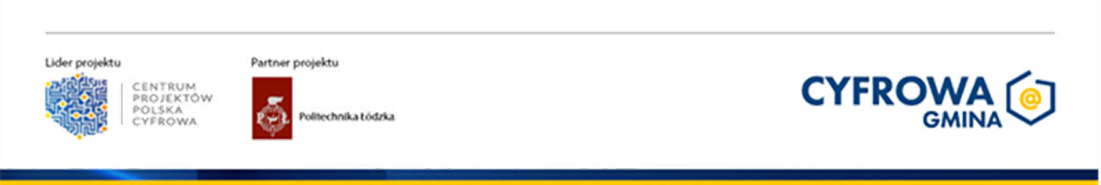 Lider projektu
CENTRUM
PROJEKTÓW
POLSKA
CYFROWA
Partner projektu
P Ł
Politechnika Łódzka
CYFROWA
GMINA
@